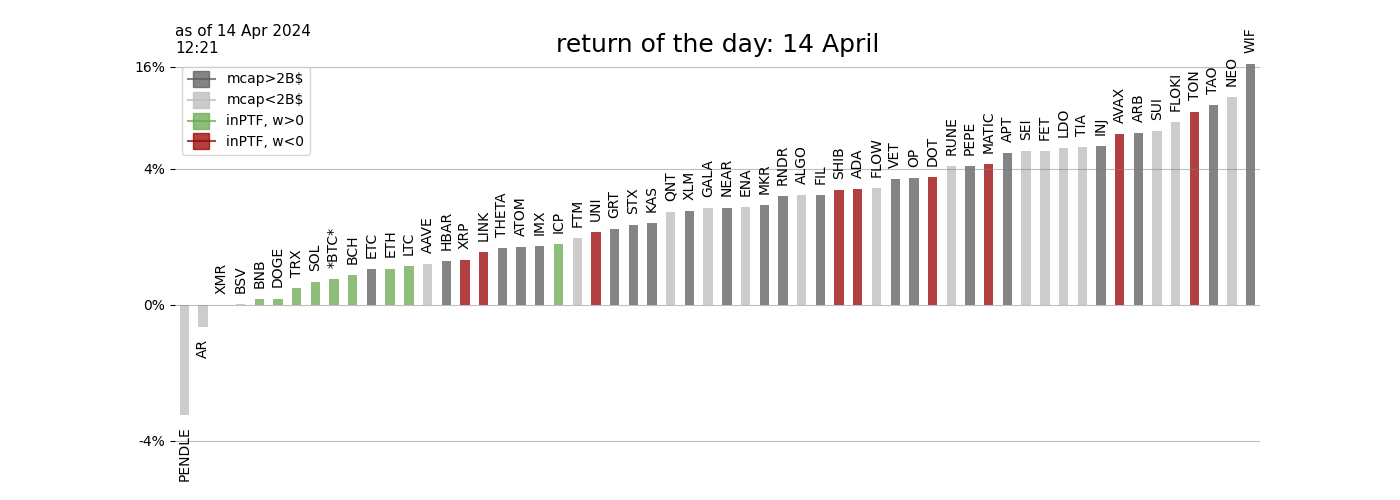 as of 14 Apr 2024
12:21
return of the day: 14 April
16%
4%
0%
-4%
mcap>2B$
mcap<2B$
inPTF, w>0
inPTF, w<0
PENDLE
AR
XMR
BSV
BNB
DOGE
TRX
SOL
*BTC*
BCH
ETC
ETH
LTC
AAVE
HBAR
XRP
LINK
THETA
ATOM
IMX
ICP
FTM
UNI
GRT
STX
KAS
QNT
XLM
GALA
NEAR
ENA
MKR
RNDR
ALGO
FIL
SHIB
ADA
FLOW
VET
OP
DOT
RUNE
PEPE
MATIC
APT
SEI
FET
LDO
TIA
INJ
AVAX
ARB
SUI
FLOKI
TON
TAO
NEO
WIF